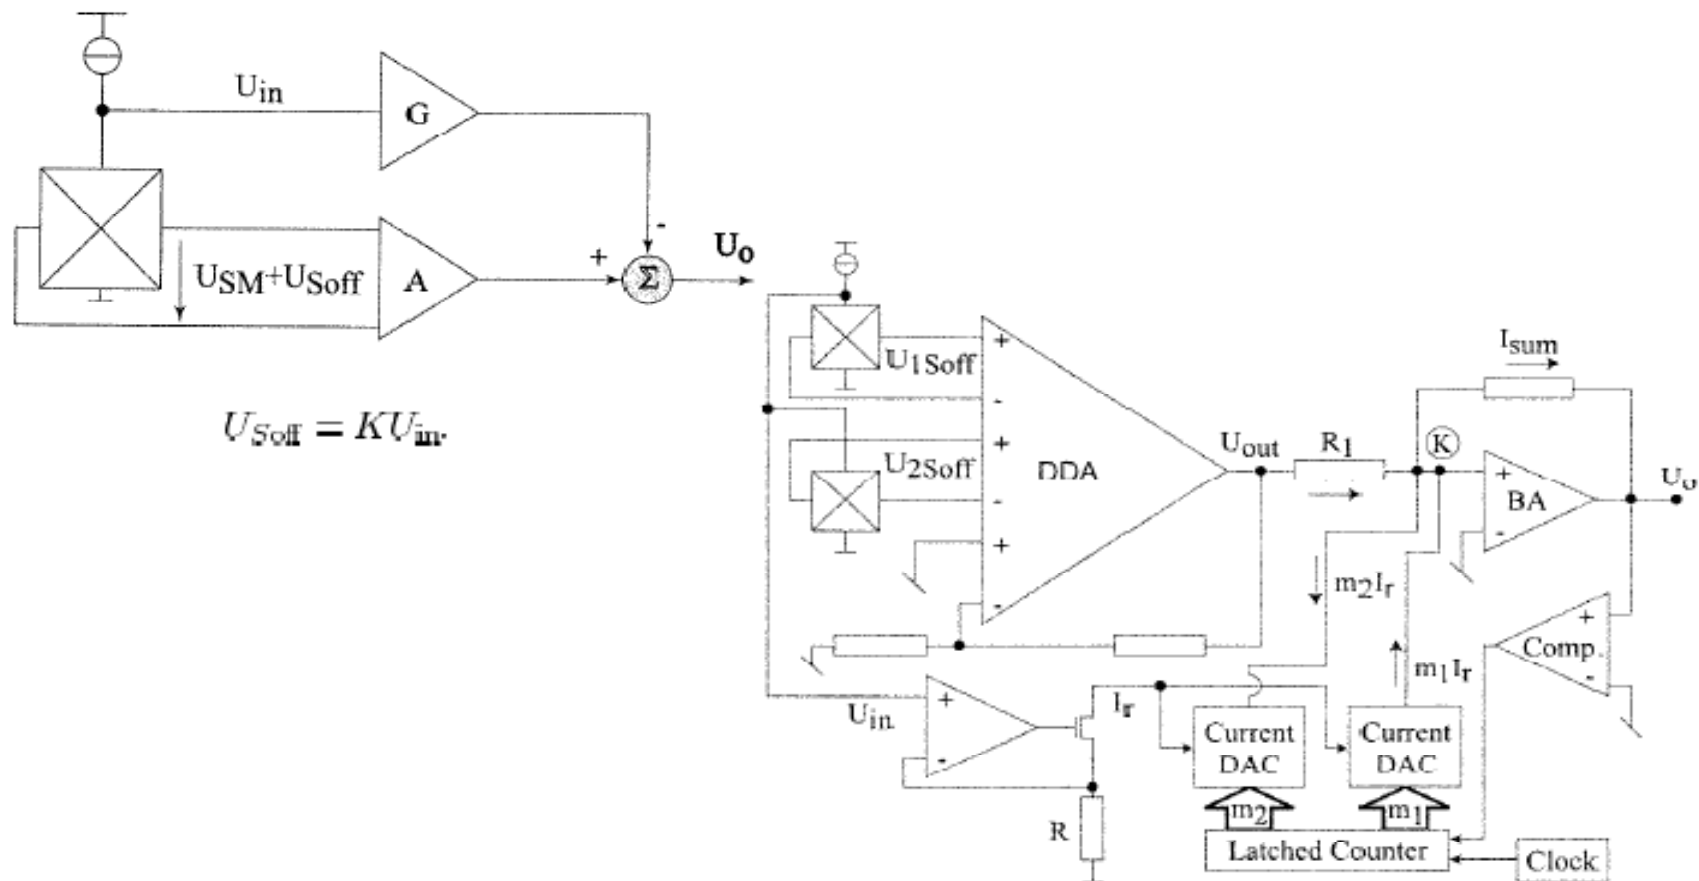 U_in
G
-
+
U_o
Σ
U_SM+U_Soff
A
U_Soff = KU_in.
+
U_1Soff
-
+
U_2Soff
-
DDA
+
-
U_out
R_1
I_sum
K
+
BA
-
U_o
m_2I_r
m_1I_r
+
Comp.
-
U_in
+
-
I_r
R
Current
DAC
Current
DAC
m_2
m_1
Latched Counter
Clock